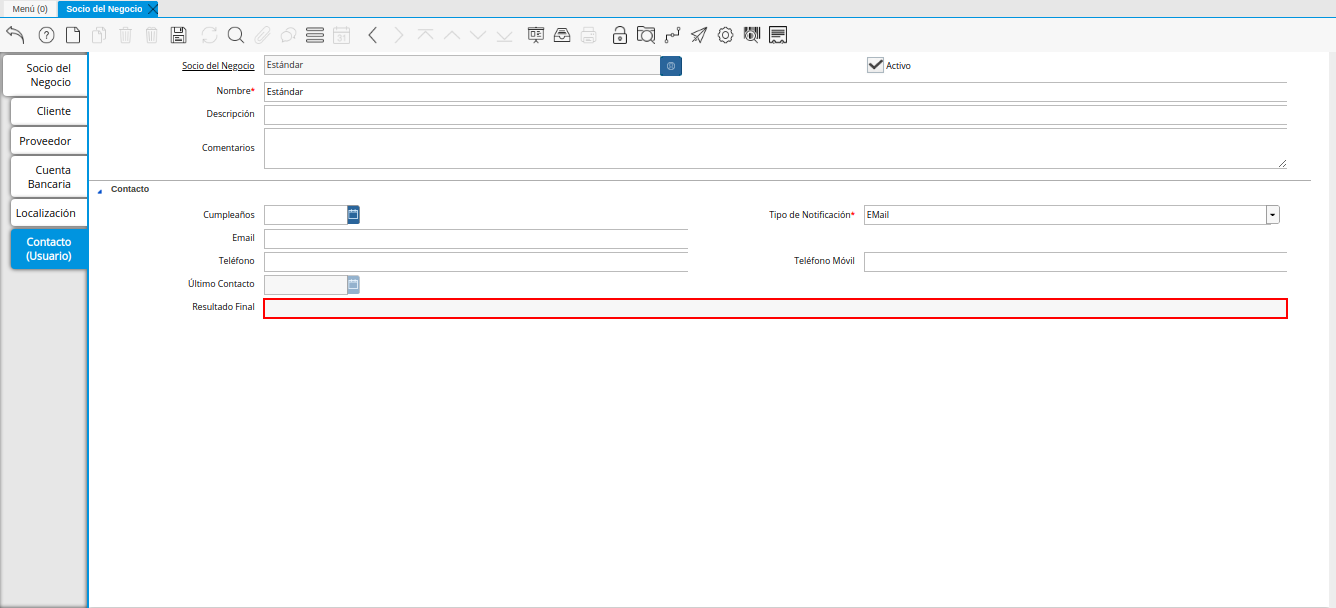 Menú (0) Socio del Negocio
31
Socio del
Negocio
Cliente
Proveedor
Cuenta
Bancaria
Localización
Contacto
(Usuario)
Socio del Negocio Estándar Activo
Nombre* Estándar
Descripción
Comentarios
Contacto
Cumpleaños Tipo de Notificación* EMail
Email
Teléfono Teléfono Móvil
Último Contacto
Resultado Final